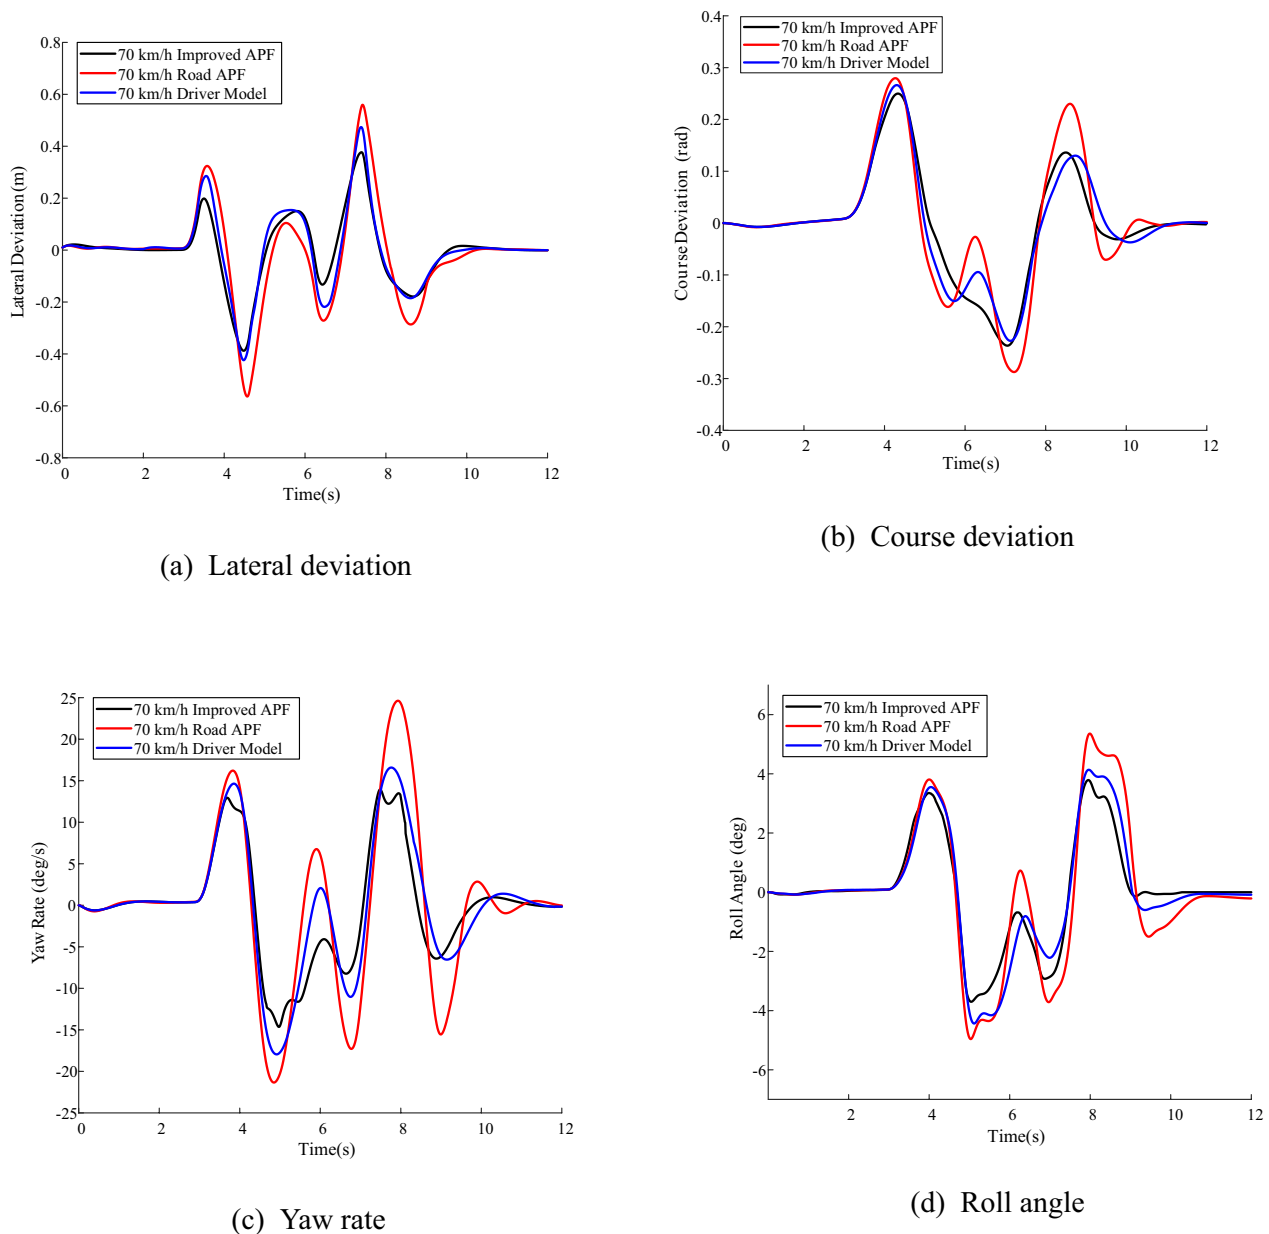 0.8
0.6
0.4
0.2
0
-0.2
-0.4
-0.6
-0.8
Lateral Deviation(m)
70 km/h Improved APF
70 km/h Road APF
70 km/h Driver Model
0 2 4 6 8 10 12
Time(s)
(a) Lateral deviation
0.4
0.3
0.2
0.1
0
-0.1
-0.2
-0.3
-0.4
Course Deviation (rad)
70 km/h Improved APF
70 km/h Road APF
70 km/h Driver Model
0 2 4 6 8 10 12
Time(s)
(b) Course deviation
25
20
15
10
5
0
-5
-10
-15
-20
-25
Yaw Rate (deg/s)
70 km/h Improved APF
70 km/h Road APF
70 km/h Driver Model
0 2 4 6 8 10 12
Time(s)
(c) Yaw rate
6
4
2
0
-2
-4
-6
Roll Angle (deg)
70 km/h Improved APF
70 km/h Road APF
70 km/h Driver Model
2 4 6 8 10 12
Time(s)
(d) Roll angle